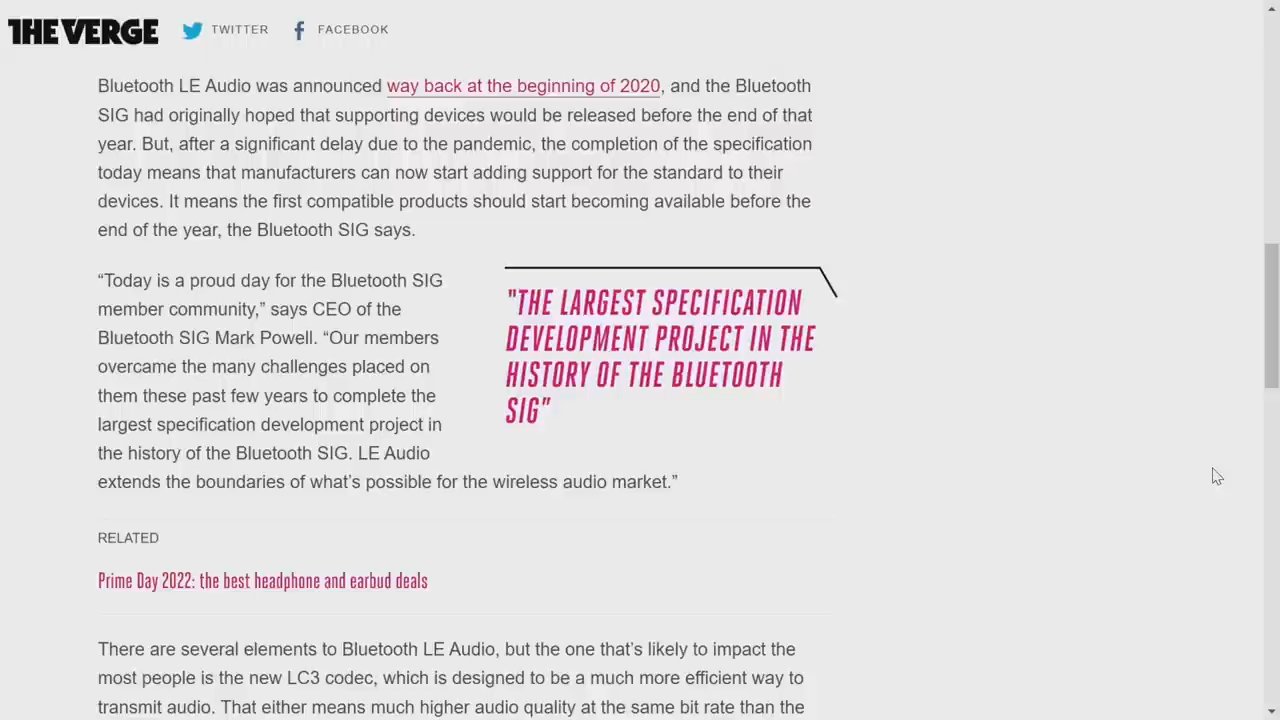 THE VERGE TWITTER FACEBOOK
Bluetooth LE Audio was announced way back at the beginning of 2020, and the Bluetooth
SIG had originally hoped that supporting devices would be released before the end of that
year. But, after a significant delay due to the pandemic, the completion of the specification
today means that manufacturers can now start adding support for the standard to their
devices. It means the first compatible products should start becoming available before the
end of the year, the Bluetooth SIG says.
“Today is a proud day for the Bluetooth SIG
member community,” says CEO of the
Bluetooth SIG Mark Powell. “Our members
overcame the many challenges placed on
them these past few years to complete the
largest specification development project in
the history of the Bluetooth SIG. LE Audio
extends the boundaries of what’s possible for the wireless audio market.”
"THE LARGEST SPECIFICATION
DEVELOPMENT PROJECT IN THE
HISTORY OF THE BLUETOOTH
SIG"
RELATED
Prime Day 2022: the best headphone and earbud deals
There are several elements to Bluetooth LE Audio, but the one that’s likely to impact the
most people is the new LC3 codec, which is designed to be a much more efficient way to
transmit audio. That either means much higher audio quality at the same bit rate than the